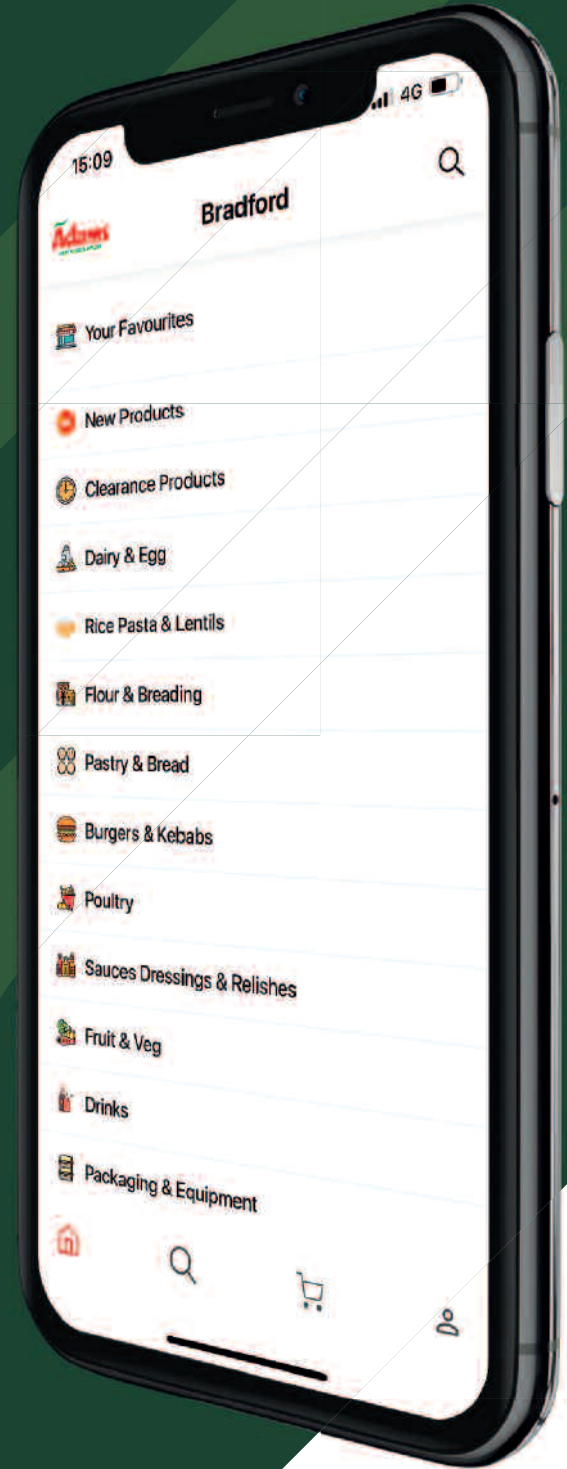 15:09
4G
Bradford
Adams
Your Favourites
New Products
Clearance Products
Dairy & Egg
Rice Pasta & Lentils
Flour & Breading
Pastry & Bread
Burgers & Kebabs
Poultry
Sauces Dressings & Relishes
Fruit & Veg
Drinks
Packaging & Equipment